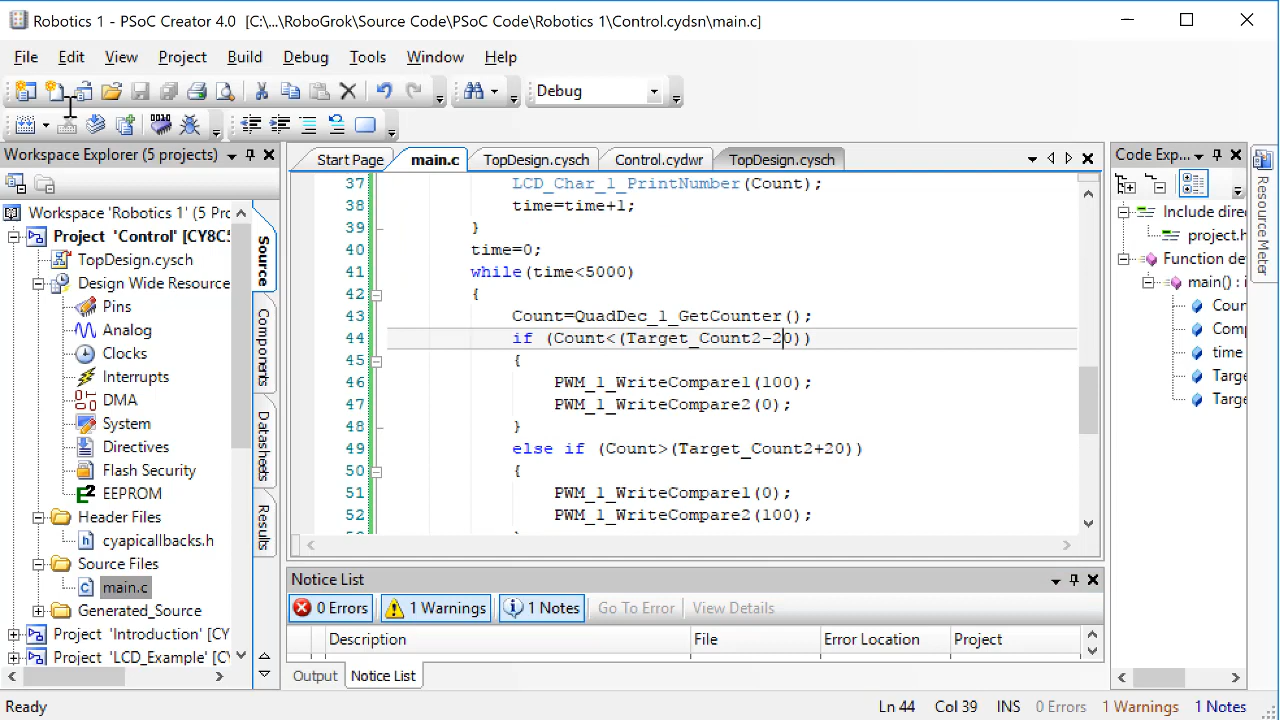 Robotics 1 - PSoC Creator 4.0 [C:\...\RoboGrok\Source Code\PSoC Code\Robotics 1\Control.cydsn\main.c]
File Edit View Project Build Debug Tools Window Help
Debug
Workspace Explorer (5 projects)
Workspace 'Robotics 1' (5 Pr
Project 'Control' [CY8C5
TopDesign.cysch
Design Wide Resource
Pins
Analog
Clocks
Interrupts
DMA
System
Directives
Flash Security
EEPROM
Header Files
cyapicallbacks.h
Source Files
main.c
Generated_Source
Project 'Introduction' [CY
Project 'LCD_Example' [CY
Source
Components
Datasheets
Results
Start Page main.c TopDesign.cysch Control.cydwr TopDesign.cysch
37 LCD_Char_1_PrintNumber(Count);
38 time=time+1;
39 }
40 time=0;
41 while(time<5000)
42 {
43 Count=QuadDec_1_GetCounter();
44 if (Count<(Target_Count2-20))
45 {
46 PWM_1_WriteCompare1(100);
47 PWM_1_WriteCompare2(0);
48 }
49 else if (Count>(Target_Count2+20))
50 {
51 PWM_1_WriteCompare1(0);
52 PWM_1_WriteCompare2(100);
Notice List
0 Errors 1 Warnings 1 Notes Go To Error View Details
Description File Error Location Project
Output Notice List
Code Exp...
Include direc
project.h
Function de
main() : i
Coun
Com
time
Targe
Targe
Resource Meter
Ready Ln 44 Col 39 INS 0 Errors 1 Warnings 1 Notes